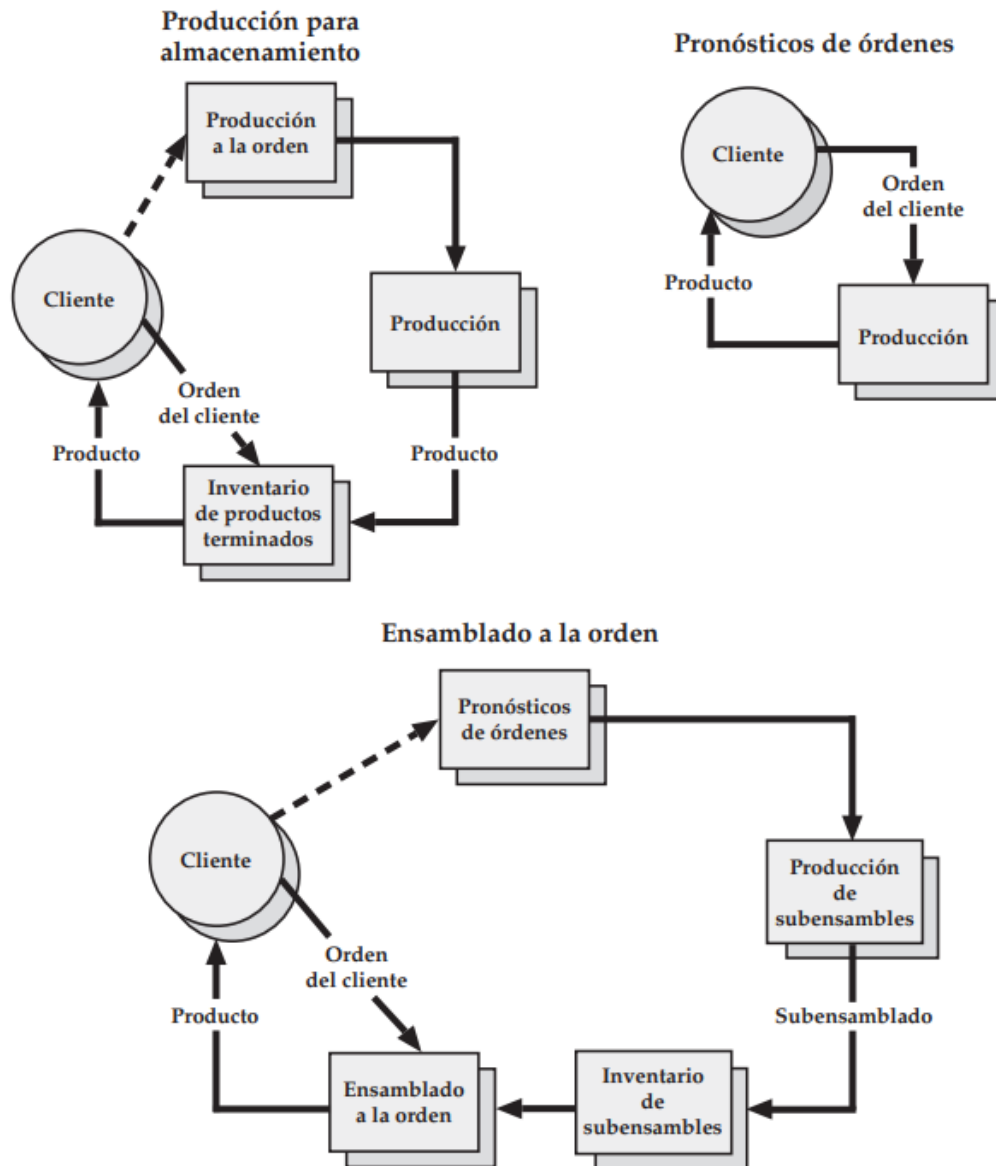 Producción para
almacenamiento
Producción
a la orden
Cliente
Producción
Orden
del cliente
Producto
Producto
Inventario
de productos
terminados
Pronósticos de órdenes
Cliente
Orden
del cliente
Producto
Producción
Ensamblado a la orden
Pronósticos
de órdenes
Cliente
Producción
de
subensambles
Orden
del cliente
Producto
Subensamblado
Ensamblado
a la orden
Inventario
de
subensambles